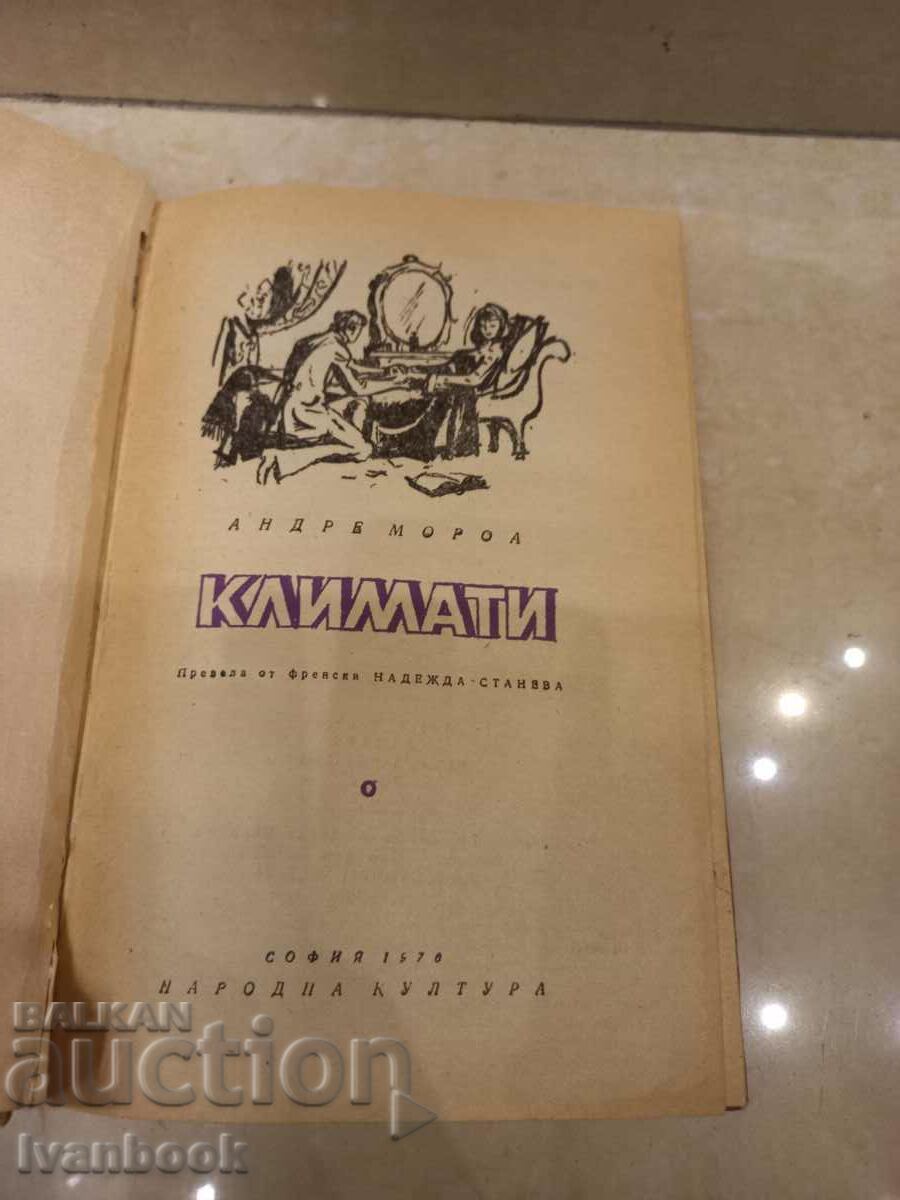 АНДРЕ МОРОА
КЛИМАТИ
Превела от френски НАДЕЖДА СТАНЕВА
СОФИЯ 1970
НАРОДНА КУЛТУРА
BALKAN
auction
Ivanbook